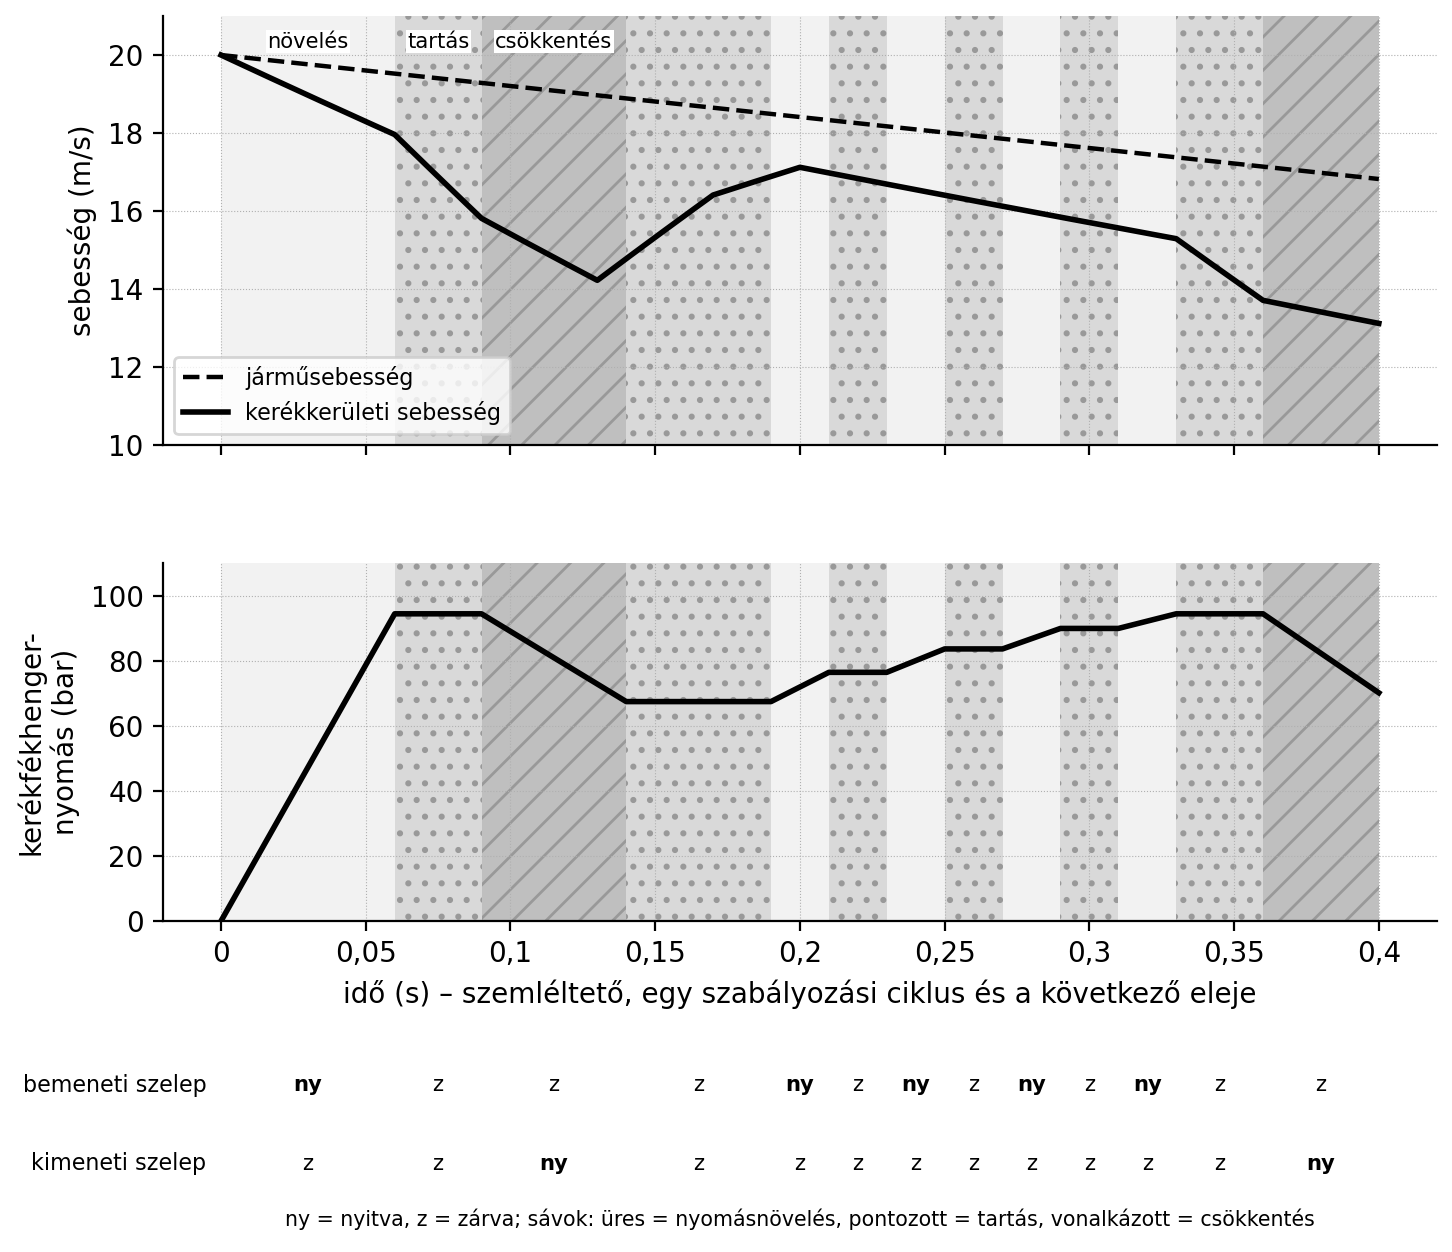 növelés tartás csökkentés
20
18
16
14
12
10
sebesség (m/s)
járműsebesség
kerékkerületi sebesség
100
80
60
40
20
0
kerékfékhenger-
nyomás (bar)
0 0,05 0,1 0,15 0,2 0,25 0,3 0,35 0,4
idő (s) – szemléltető, egy szabályozási ciklus és a következő eleje
bemeneti szelep ny z z z ny z ny z ny z ny z z
kimeneti szelep z z ny z z z z z z z z z ny
ny = nyitva, z = zárva; sávok: üres = nyomásnövelés, pontozott = tartás, vonalkázott = csökkentés